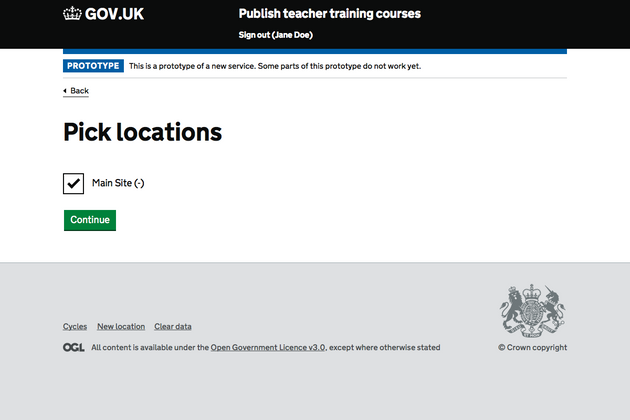 GOV.UK
Publish teacher training courses
Sign out (Jane Doe)
PROTOTYPE This is a prototype of a new service. Some parts of this prototype do not work yet.
Back
Pick locations
Main Site (-)
Continue
Cycles New location Clear data
OGL All content is available under the Open Government Licence v3.0, except where otherwise stated
© Crown copyright